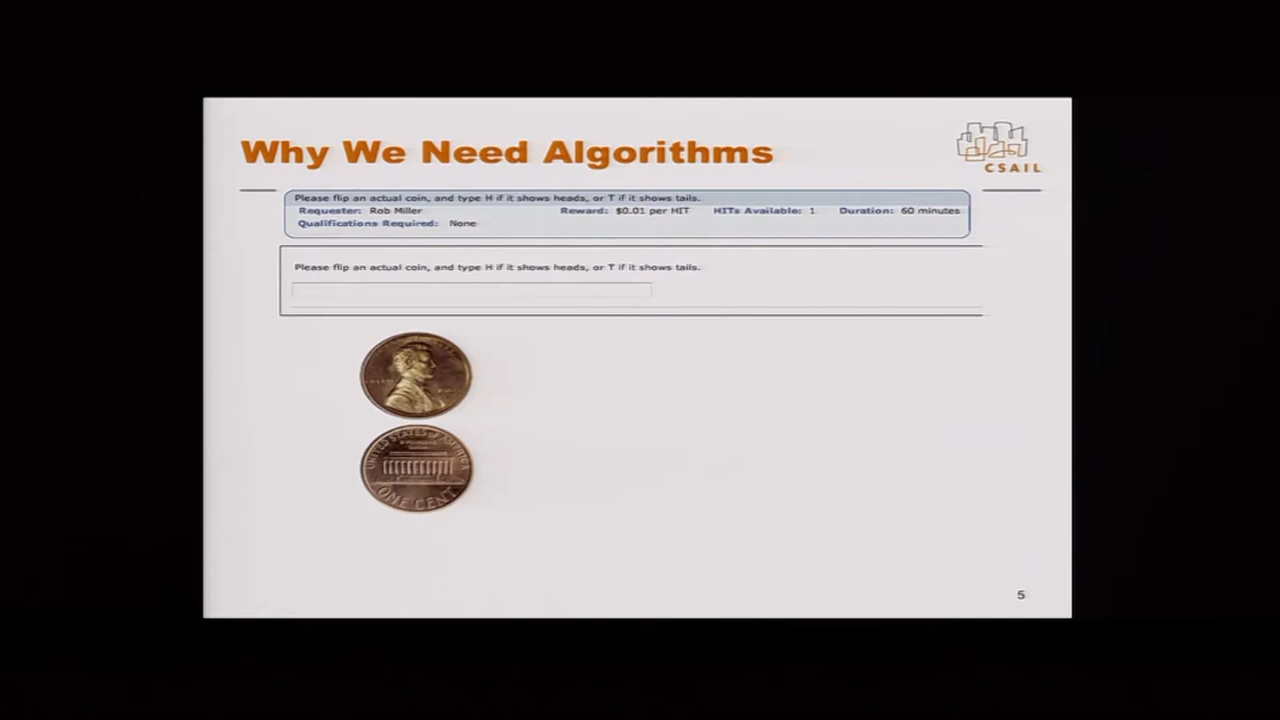 Why We Need Algorithms
CSAIL
Please flip an actual coin, and type H if it shows heads, or T if it shows tails.
Requester: Rob Miller Reward: $0.01 per HIT HITs Available: 1 Duration: 60 minutes
Qualifications Required: None
Please flip an actual coin, and type H if it shows heads, or T if it shows tails.
UNITED STATES of AMERICA
ONE CENT
5